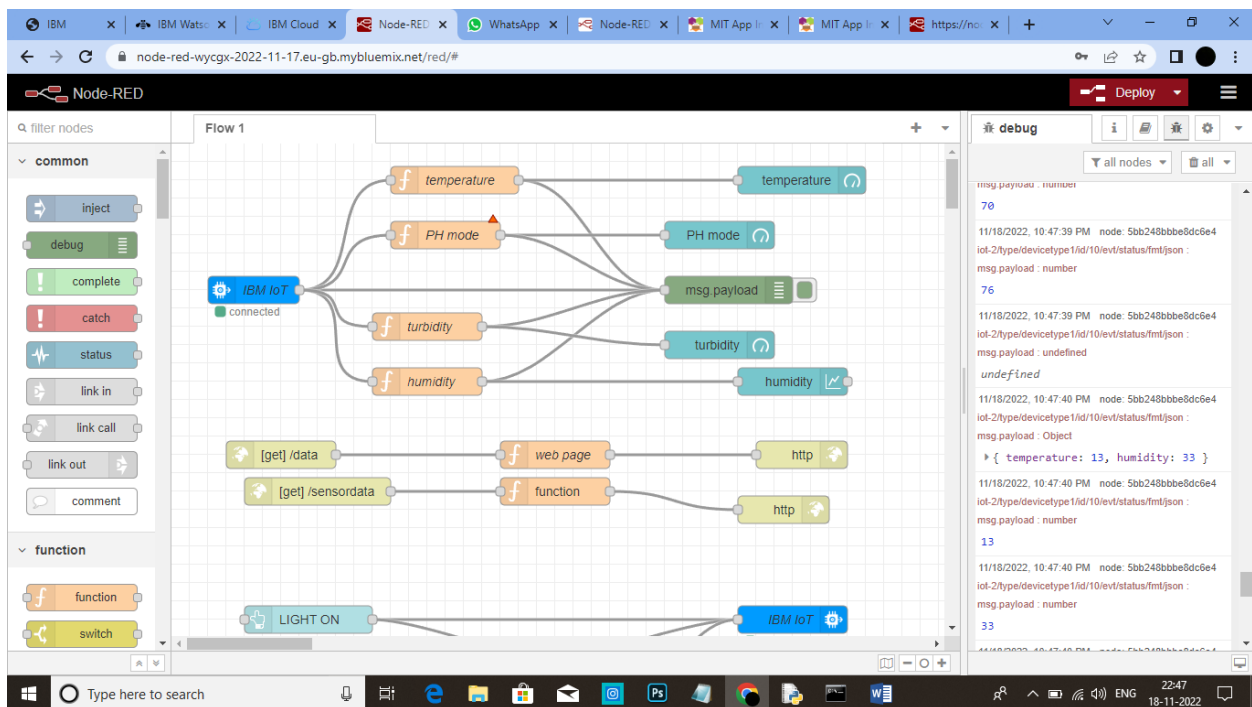 IBM
IBM Watso
IBM Cloud
Node-RED
WhatsApp
Node-RED
MIT App In
MIT App In
https://no
node-red-wycgx-2022-11-17.eu-gb.mybluemix.net/red/#
Node-RED
Deploy
filter nodes
Flow 1
debug
i
all nodes
all
common
inject
debug
complete
catch
status
link in
link call
link out
comment
function
function
switch
temperature
temperature
PH mode
PH mode
IBM IoT
connected
msg.payload
turbidity
turbidity
humidity
humidity
[get] /data
web page
http
[get] /sensordata
function
http
LIGHT ON
IBM IoT
msg.payload : number
70
11/18/2022, 10:47:39 PM node: 5bb248bbbe8dc6e4
iot-2/type/devicetype1/id/10/evt/status/fmt/json :
msg.payload : number
76
11/18/2022, 10:47:39 PM node: 5bb248bbbe8dc6e4
iot-2/type/devicetype1/id/10/evt/status/fmt/json :
msg.payload : undefined
undefined
11/18/2022, 10:47:40 PM node: 5bb248bbbe8dc6e4
iot-2/type/devicetype1/id/10/evt/status/fmt/json :
msg.payload : Object
{ temperature: 13, humidity: 33 }
11/18/2022, 10:47:40 PM node: 5bb248bbbe8dc6e4
iot-2/type/devicetype1/id/10/evt/status/fmt/json :
msg.payload : number
13
11/18/2022, 10:47:40 PM node: 5bb248bbbe8dc6e4
iot-2/type/devicetype1/id/10/evt/status/fmt/json :
msg.payload : number
33
Type here to search
Ps
ENG
22:47
18-11-2022